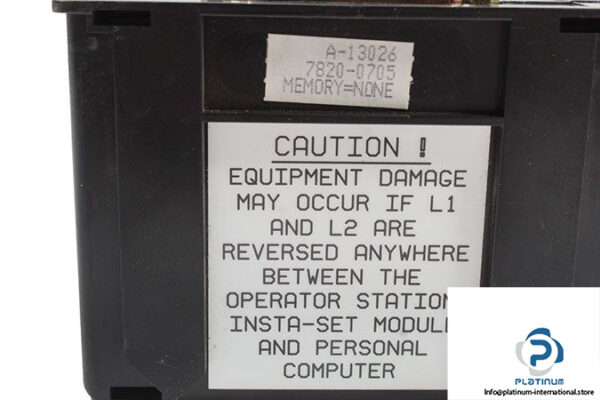 A-13026
7820-0705
MEMORY=NONE
CAUTION !
EQUIPMENT DAMAGE
MAY OCCUR IF L1
AND L2 ARE
REVERSED ANYWHERE
BETWEEN THE
OPERATOR STATION
INSTA-SET MODULE
AND PERSONAL
COMPUTER
PLATINUM
Info@platinum-international.store